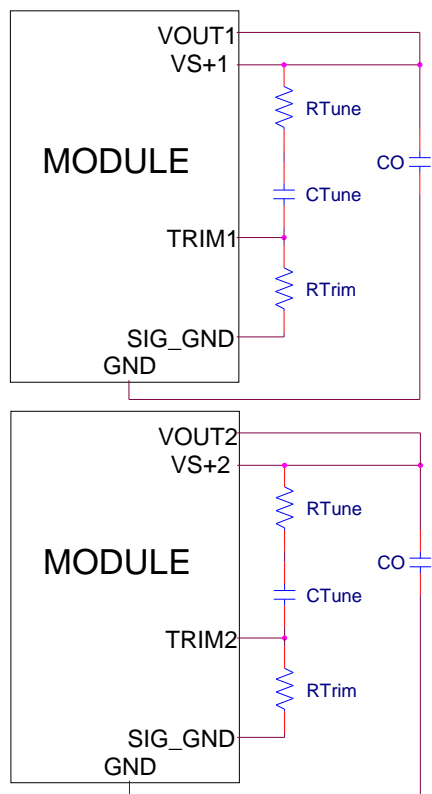 VOUT1
VS+1
RTune
MODULE
CO
CTune
TRIM1
RTrim
SIG_GND
GND
VOUT2
VS+2
RTune
MODULE
CO
CTune
TRIM2
RTrim
SIG_GND
GND